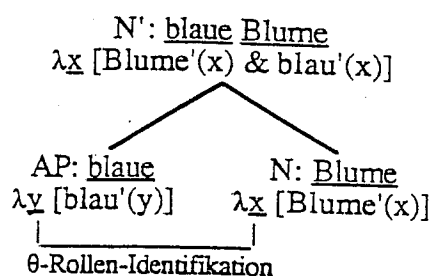 N': blaue Blume
λx [Blume'(x) & blau'(x)]
AP: blaue N: Blume
λy [blau'(y)] λx [Blume'(x)]
θ-Rollen-Identifikation